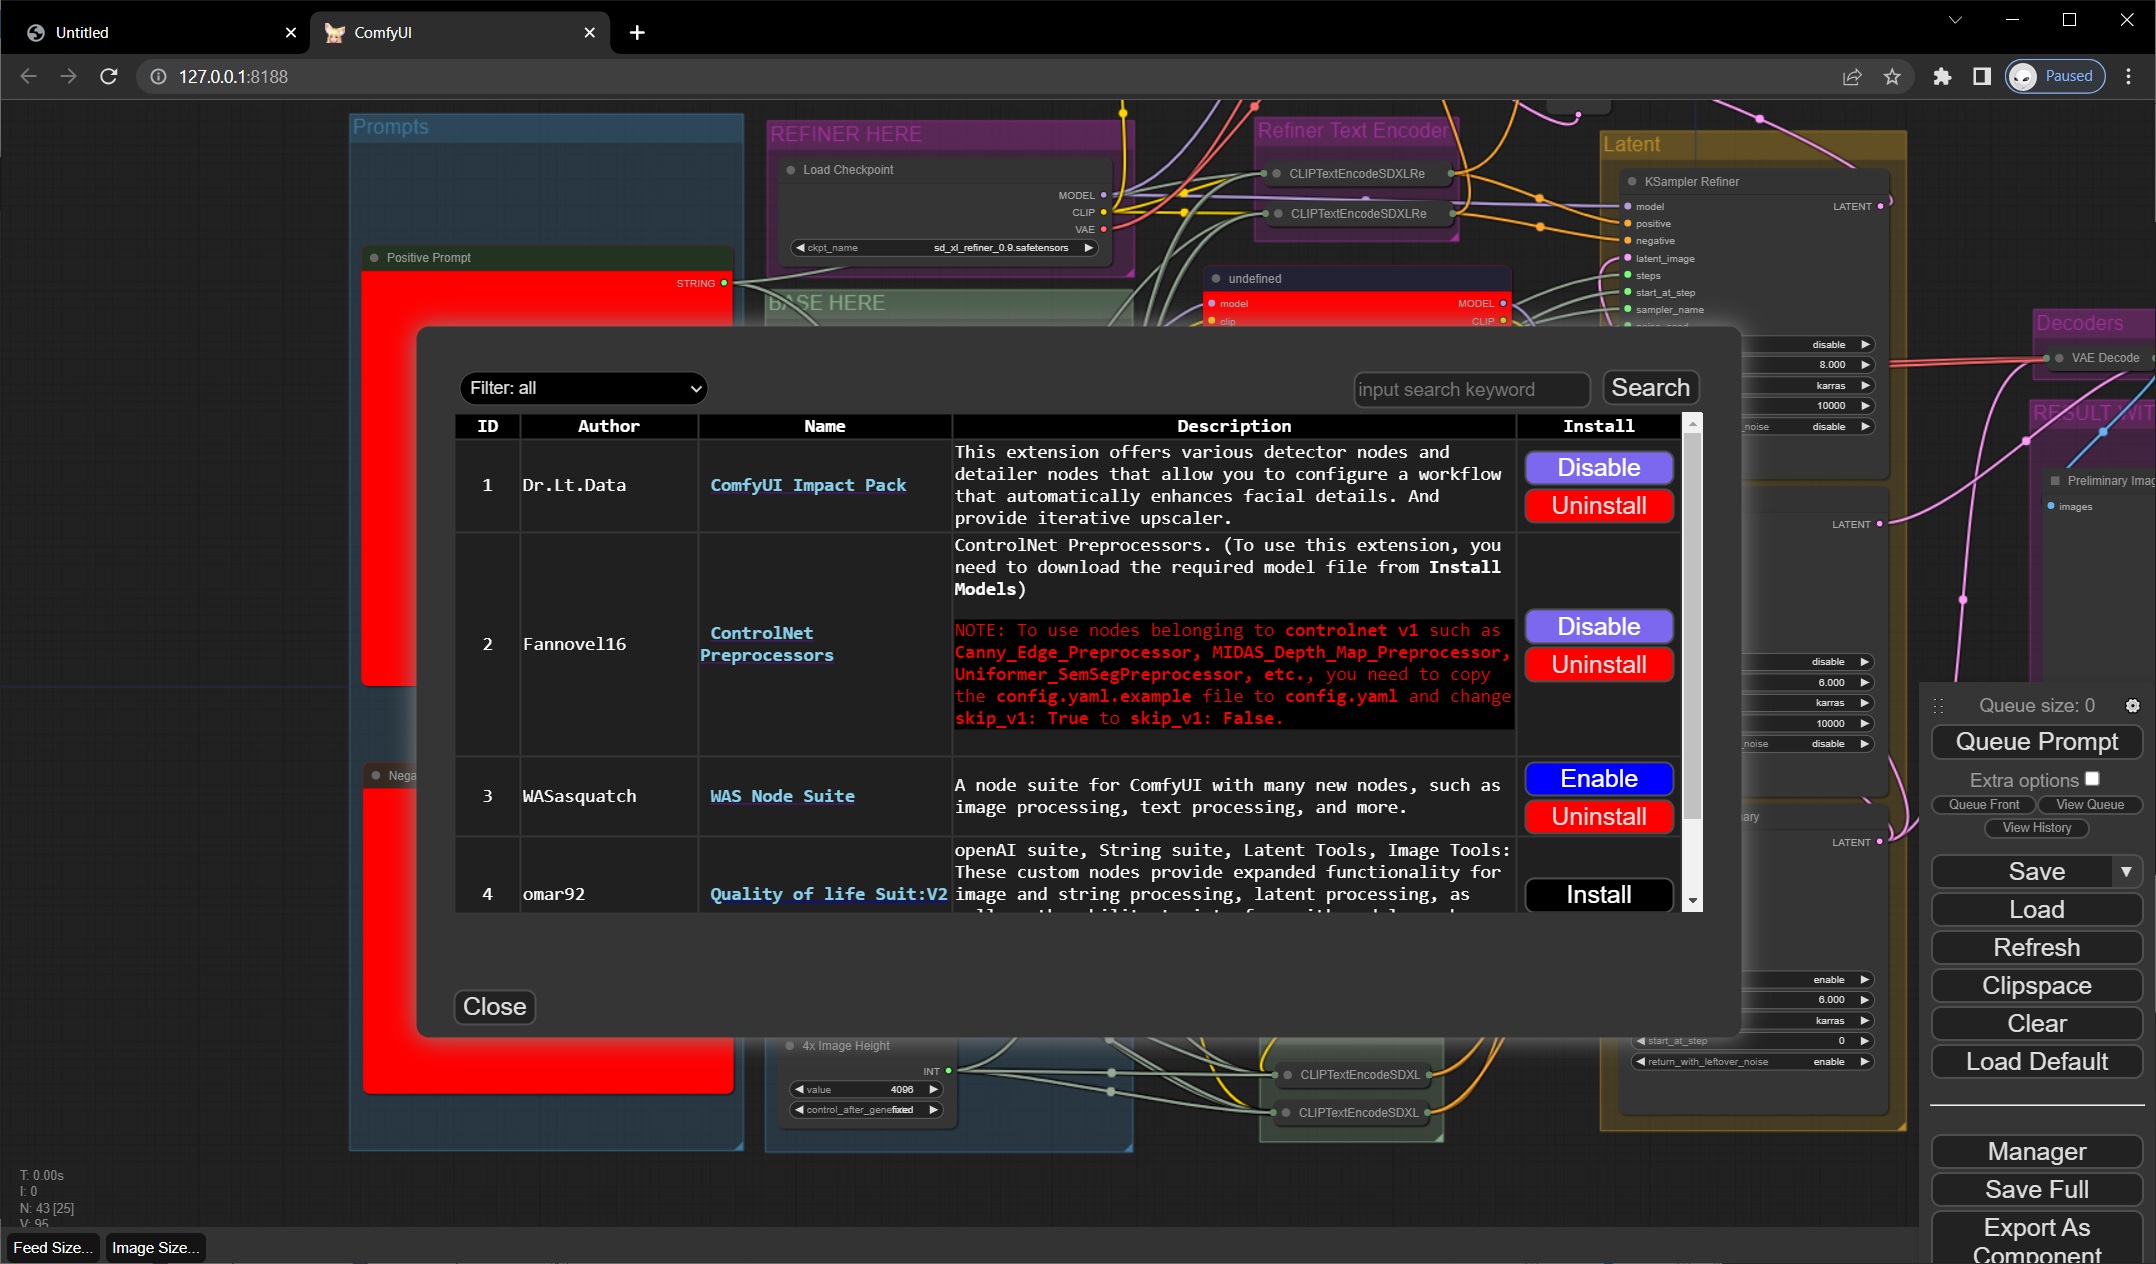 Untitled
ComfyUI
127.0.0.1:8188
Paused
Prompts
Positive Prompt
STRING
Nega
REFINER HERE
Load Checkpoint
MODEL
CLIP
VAE
ckpt_name sd_xl_refiner_0.9.safetensors
BASE HERE
Refiner Text Encoder
CLIPTextEncodeSDXLRe
CLIPTextEncodeSDXLRe
undefined
model MODEL
clip CLIP
Latent
KSampler Refiner
model LATENT
positive
negative
latent_image
steps
start_at_step
sampler_name
disable
8.000
karras
10000
_noise disable
LATENT
disable
6.000
karras
10000
noise disable
ary
LATENT
enable
6.000
karras
start_at_step 0
return_with_leftover_noise enable
Decoders
VAE Decode
RESULT WIT
Preliminary Imag
images
Filter: all
input search keyword
Search
ID Author Name Description Install
1 Dr.Lt.Data ComfyUI Impact Pack
This extension offers various detector nodes and
detailer nodes that allow you to configure a workflow
that automatically enhances facial details. And
provide iterative upscaler.
Disable
Uninstall
2 Fannovel16
ControlNet
Preprocessors
ControlNet Preprocessors. (To use this extension, you
need to download the required model file from Install
Models)
NOTE: To use nodes belonging to controlnet v1 such as
Canny_Edge_Preprocessor, MIDAS_Depth_Map_Preprocessor,
Uniformer_SemSegPreprocessor, etc., you need to copy
the config.yaml.example file to config.yaml and change
skip_v1: True to skip_v1: False.
Disable
Uninstall
3 WASasquatch WAS Node Suite
A node suite for ComfyUI with many new nodes, such as
image processing, text processing, and more.
Enable
Uninstall
4 omar92 Quality of life Suit:V2
openAI suite, String suite, Latent Tools, Image Tools:
These custom nodes provide expanded functionality for
image and string processing, latent processing, as
Install
Close
4x Image Height
INT
value 4096
control_after_gene fixed
CLIPTextEncodeSDXL
CLIPTextEncodeSDXL
Queue size: 0
Queue Prompt
Extra options
Queue Front View Queue
View History
Save
Load
Refresh
Clipspace
Clear
Load Default
Manager
Save Full
Export As
Component
T: 0.00s
I: 0
N: 43 [25]
V: 95
Feed Size...
Image Size...